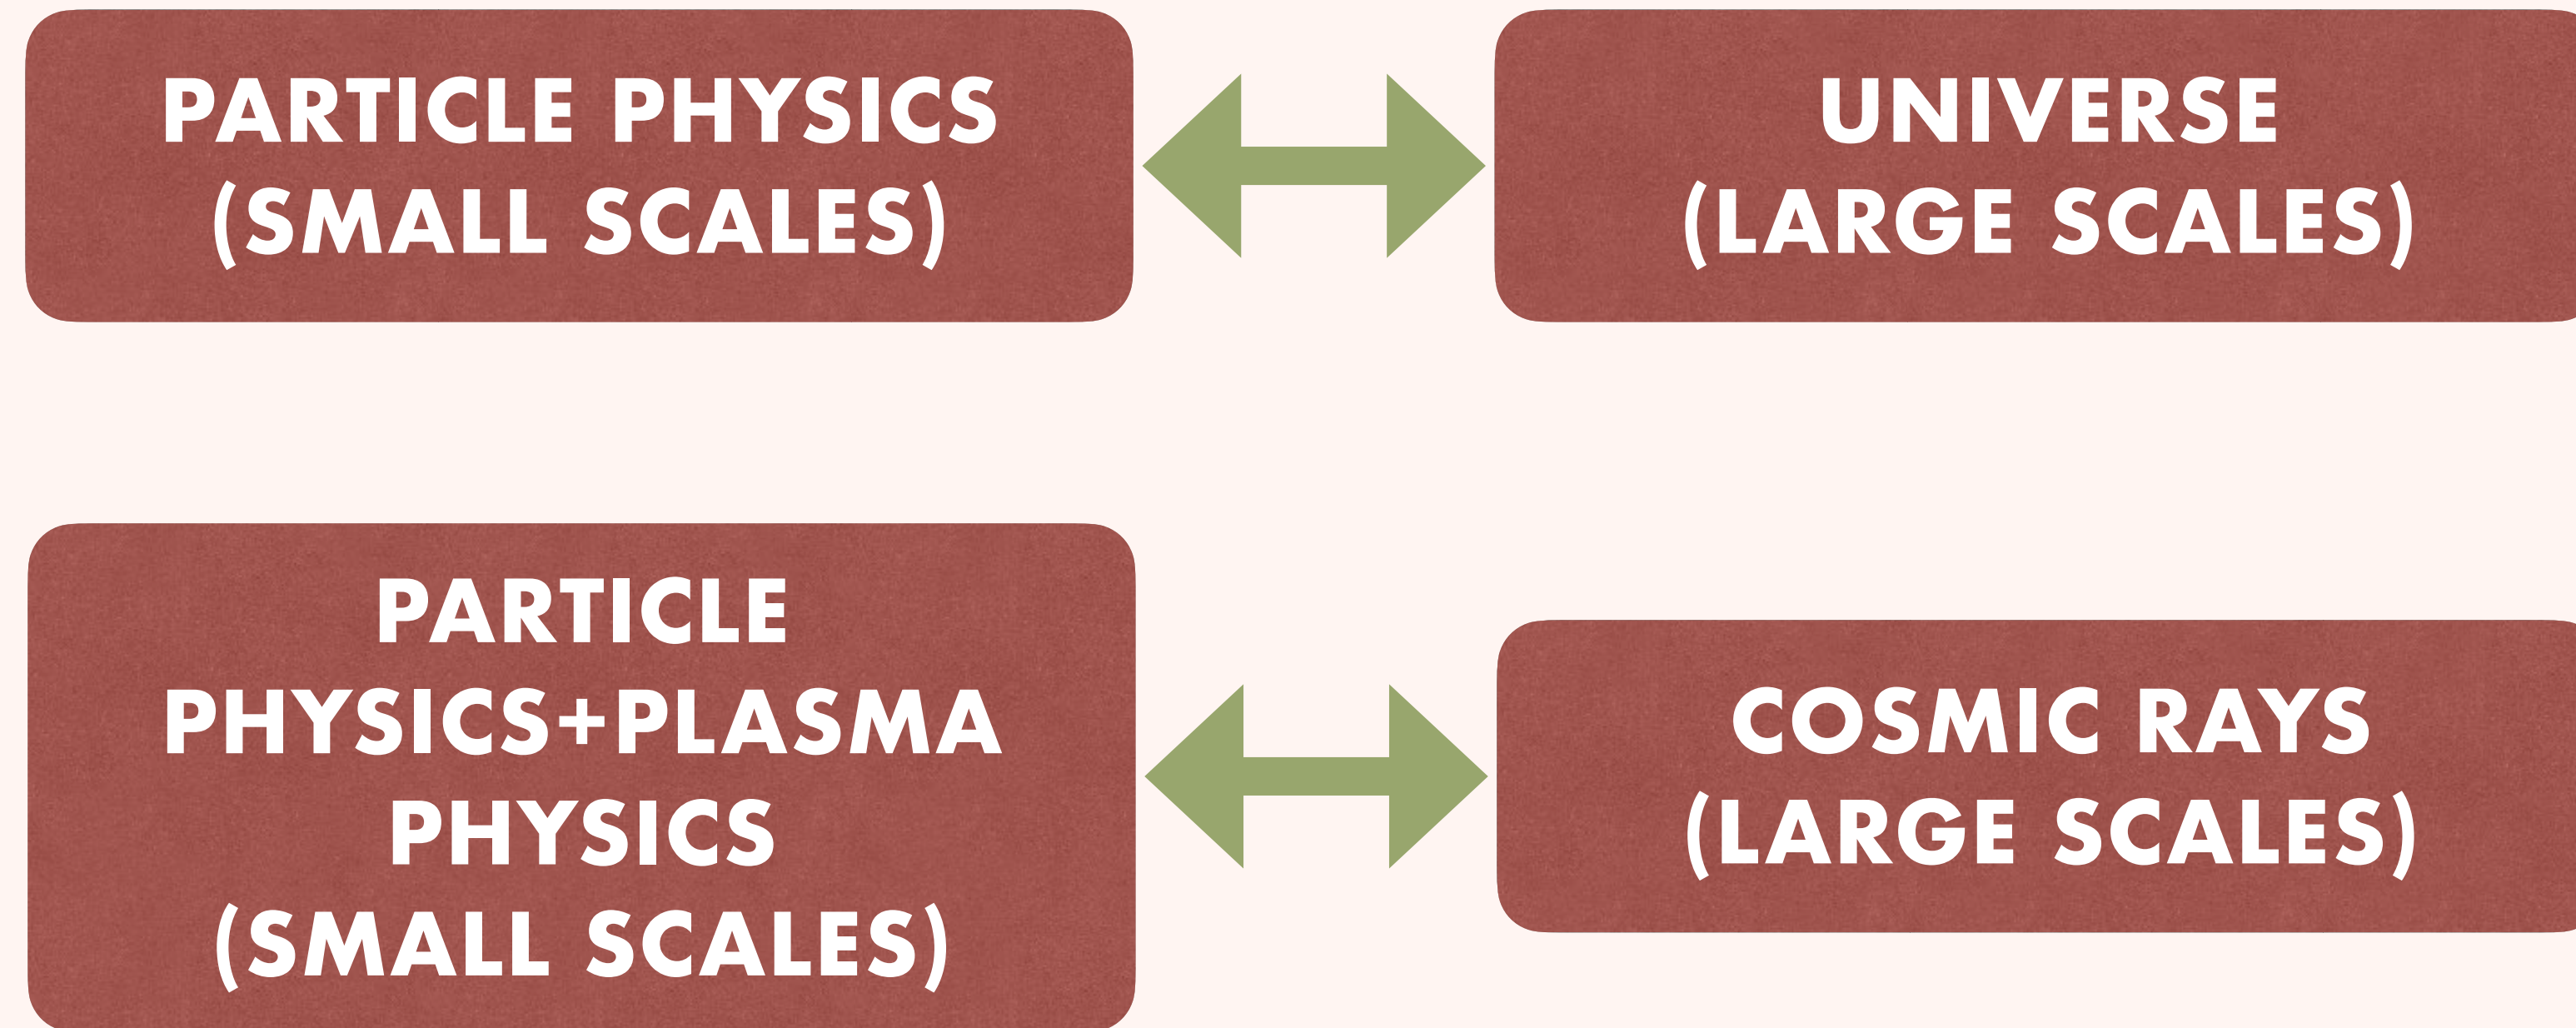 PARTICLE PHYSICS
(SMALL SCALES)
UNIVERSE
(LARGE SCALES)
PARTICLE
PHYSICS+PLASMA
PHYSICS
(SMALL SCALES)
COSMIC RAYS
(LARGE SCALES)